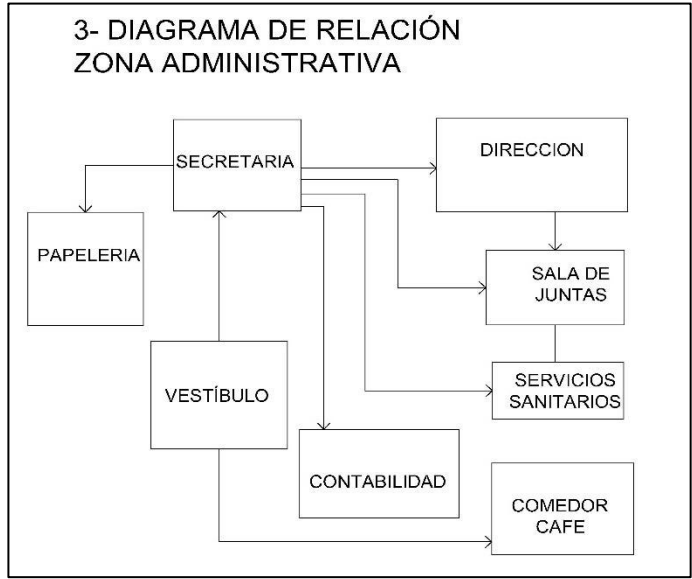 3- DIAGRAMA DE RELACIÓN
ZONA ADMINISTRATIVA
SECRETARIA
DIRECCION
PAPELERIA
SALA DE
JUNTAS
VESTÍBULO
SERVICIOS
SANITARIOS
CONTABILIDAD
COMEDOR
CAFE